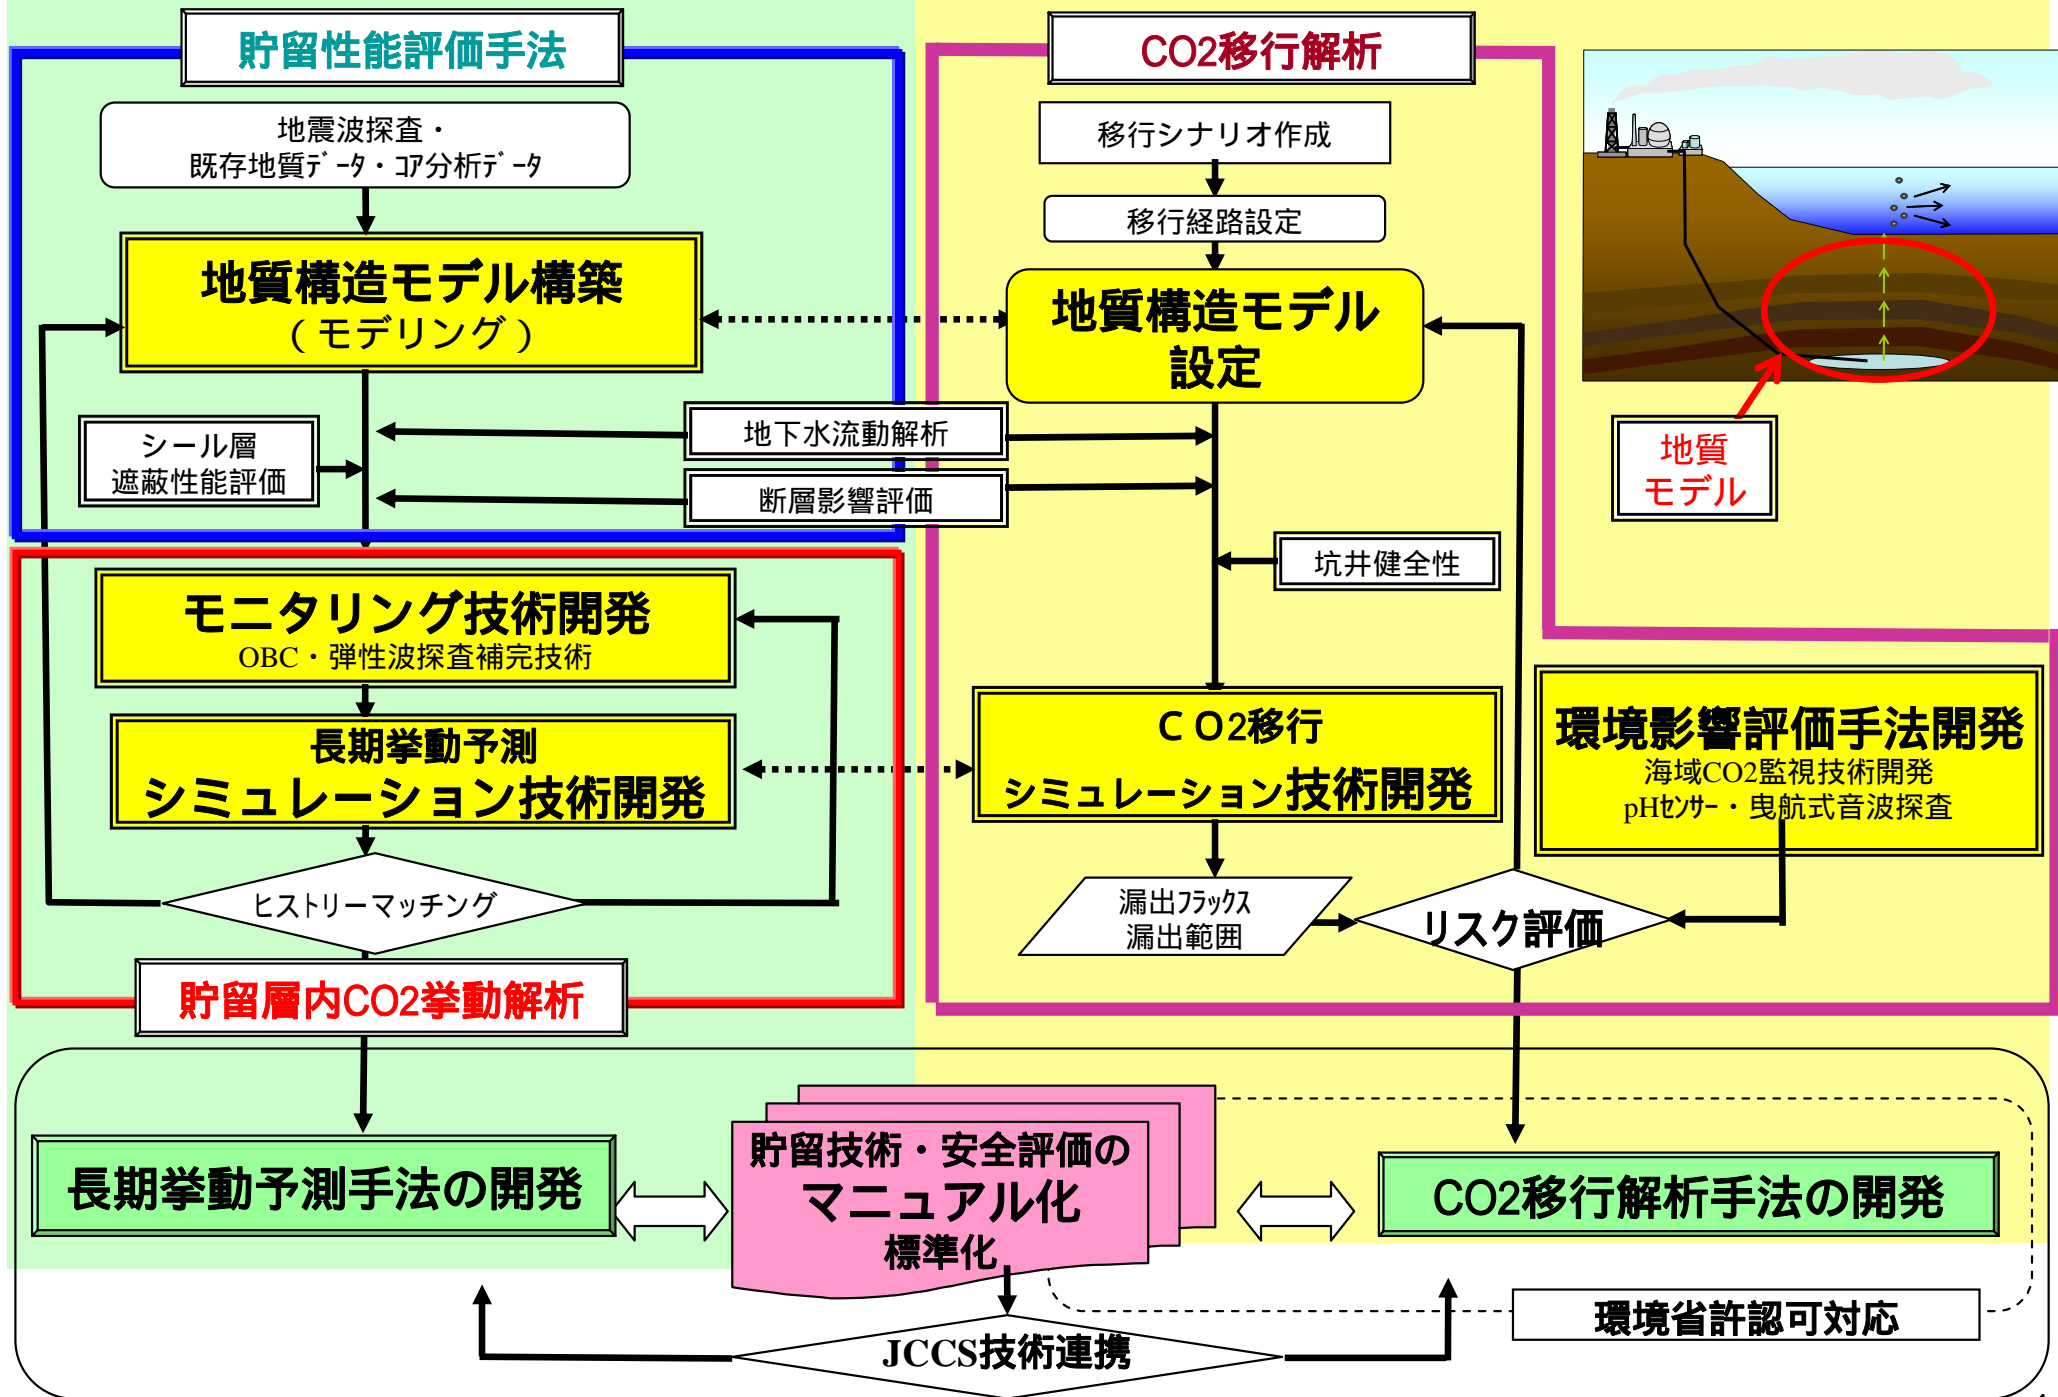 貯留性能評価手法
地震波探査・
既存地質ﾃﾞｰﾀ・ｺｱ分析ﾃﾞｰﾀ
地質構造モデル構築
(モデリング)
シール層
遮蔽性能評価
地下水流動解析
断層影響評価
モニタリング技術開発
OBC・弾性波探査補完技術
長期挙動予測
シミュレーション技術開発
ヒストリーマッチング
貯留層内CO2挙動解析
CO2移行解析
移行シナリオ作成
移行経路設定
地質構造モデル
設定
坑井健全性
ＣＯ2移行
シミュレーション技術開発
漏出ﾌﾗｯｸｽ
漏出範囲
リスク評価
地質
モデル
環境影響評価手法開発
海域CO2監視技術開発
pHｾﾝｻｰ・曳航式音波探査
長期挙動予測手法の開発
貯留技術・安全評価の
マニュアル化
標準化
CO2移行解析手法の開発
環境省許認可対応
JCCS技術連携